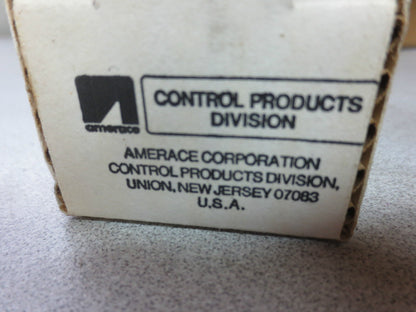 amerace
CONTROL PRODUCTS
DIVISION
AMERACE CORPORATION
CONTROL PRODUCTS DIVISION,
UNION, NEW JERSEY 07083
U.S.A.